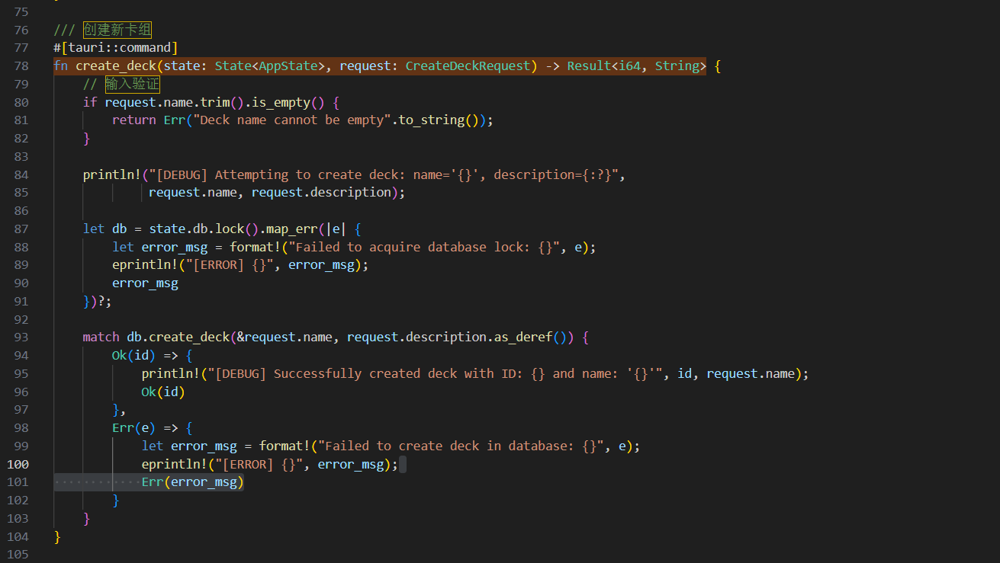 75
76 /// 创建新卡组
77 #[tauri::command]
78 fn create_deck(state: State<AppState>, request: CreateDeckRequest) -> Result<i64, String> {
79     // 输入验证
80     if request.name.trim().is_empty() {
81         return Err("Deck name cannot be empty".to_string());
82     }
83
84     println!("[DEBUG] Attempting to create deck: name='{}', description={:?}",
85              request.name, request.description);
86
87     let db = state.db.lock().map_err(|e| {
88         let error_msg = format!("Failed to acquire database lock: {}", e);
89         eprintln!("[ERROR] {}", error_msg);
90         error_msg
91     })?;
92
93     match db.create_deck(&request.name, request.description.as_deref()) {
94         Ok(id) => {
95             println!("[DEBUG] Successfully created deck with ID: {} and name: '{}'", id, request.name);
96             Ok(id)
97         },
98         Err(e) => {
99             let error_msg = format!("Failed to create deck in database: {}", e);
100             eprintln!("[ERROR] {}", error_msg);
101             Err(error_msg)
102         }
103     }
104 }
105